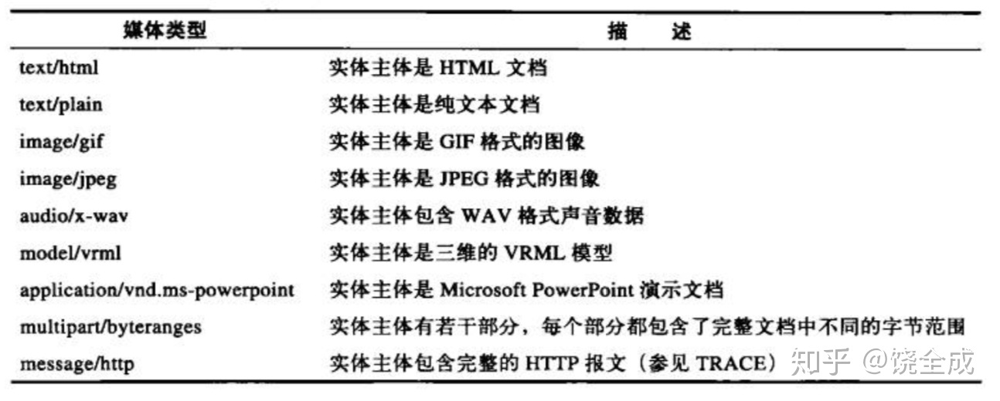 媒体类型 描 述
text/html 实体主体是 HTML 文档
text/plain 实体主体是纯文本文档
image/gif 实体主体是 GIF 格式的图像
image/jpeg 实体主体是 JPEG 格式的图像
audio/x-wav 实体主体包含 WAV 格式声音数据
model/vrml 实体主体是三维的 VRML 模型
application/vnd.ms-powerpoint 实体主体是 Microsoft PowerPoint 演示文档
multipart/byteranges 实体主体有若干部分，每个部分都包含了完整文档中不同的字节范围
message/http 实体主体包含完整的 HTTP 报文（参见 TRACE）
知乎 @饶全成